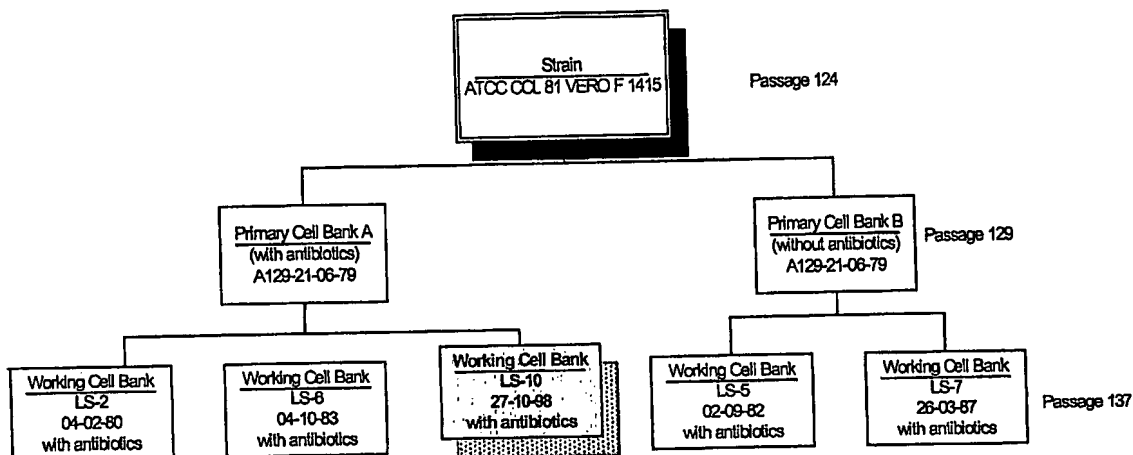 Strain
ATCC CCL 81 VERO F 1415
Passage 124
Primary Cell Bank A
(with antibiotics)
A129-21-06-79
Primary Cell Bank B
(without antibiotics)
A129-21-06-79
Passage 129
Working Cell Bank
LS-2
04-02-80
with antibiotics
Working Cell Bank
LS-6
04-10-83
with antibiotics
Working Cell Bank
LS-10
27-10-98
with antibiotics
Working Cell Bank
LS-5
02-09-82
with antibiotics
Working Cell Bank
LS-7
26-03-87
with antibiotics
Passage 137